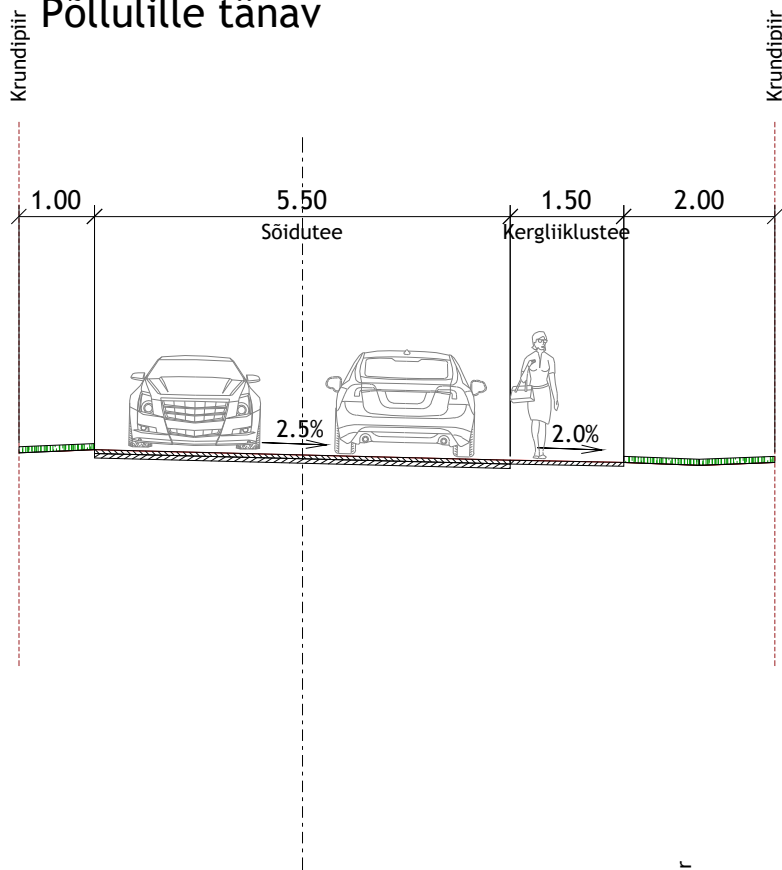 Põllulille tänav
Krundipiir
Krundipiir
1.00
5.50
1.50
2.00
Sõidutee
Kergliiklustee
2.5%
2.0%
r